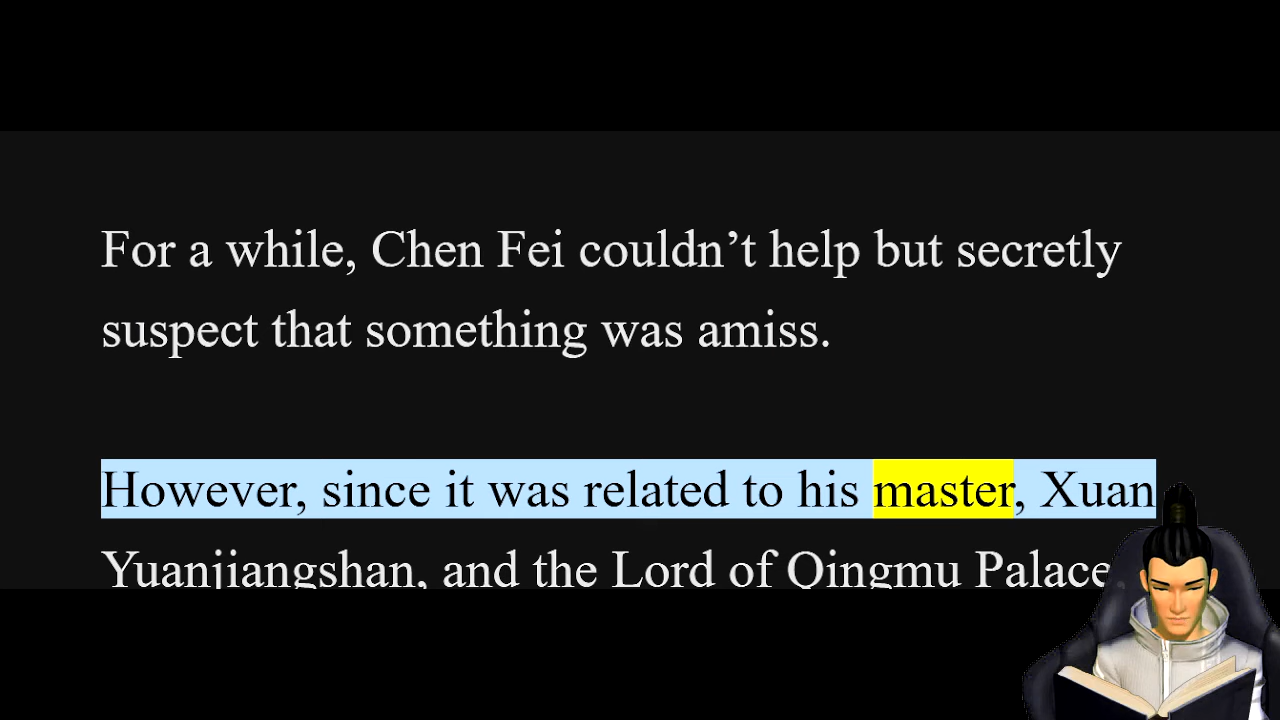 For a while, Chen Fei couldn’t help but secretly
suspect that something was amiss.
However, since it was related to his master, Xuan
Yuanjiangshan, and the Lord of Qingmu Palace